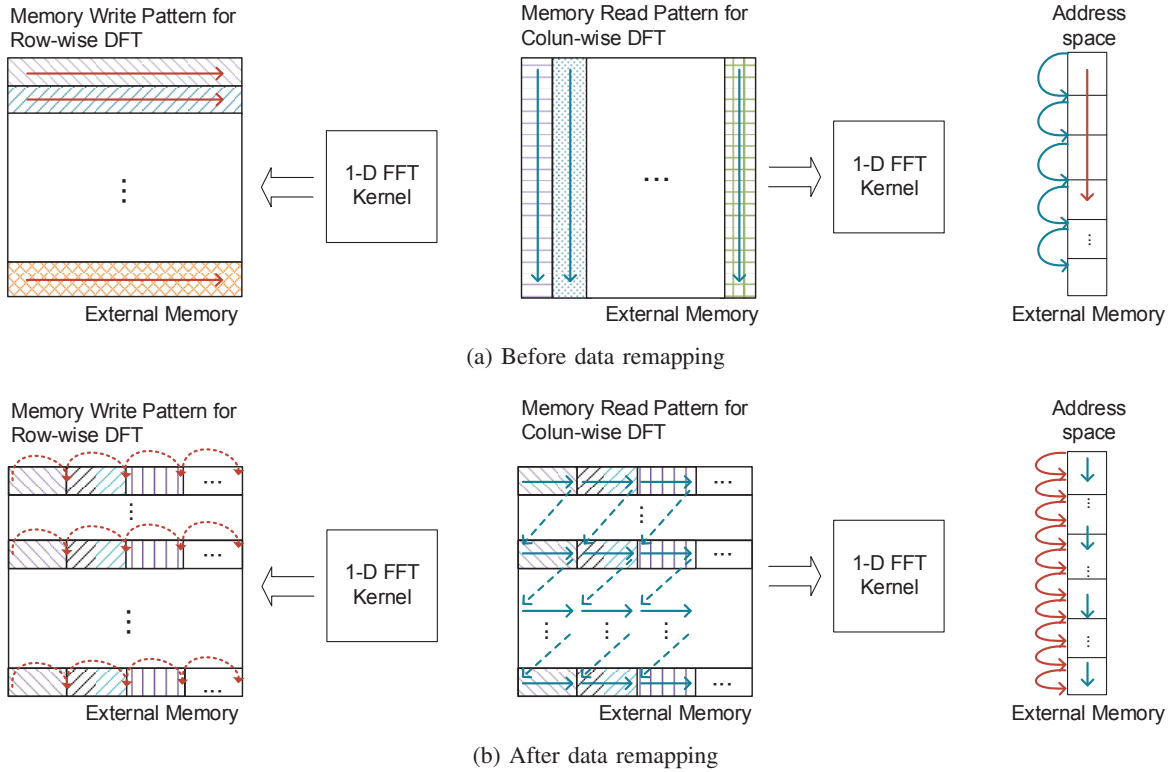 Memory Write Pattern for
Row-wise DFT
Memory Read Pattern for
Colun-wise DFT
Address
space
1-D FFT
Kernel
1-D FFT
Kernel
...
...
...
External Memory
External Memory
External Memory
(a) Before data remapping
Memory Write Pattern for
Row-wise DFT
Memory Read Pattern for
Colun-wise DFT
Address
space
...
...
...
...
...
...
...
1-D FFT
Kernel
...
...
1-D FFT
Kernel
...
...
...
...
...
...
...
...
External Memory
External Memory
External Memory
(b) After data remapping